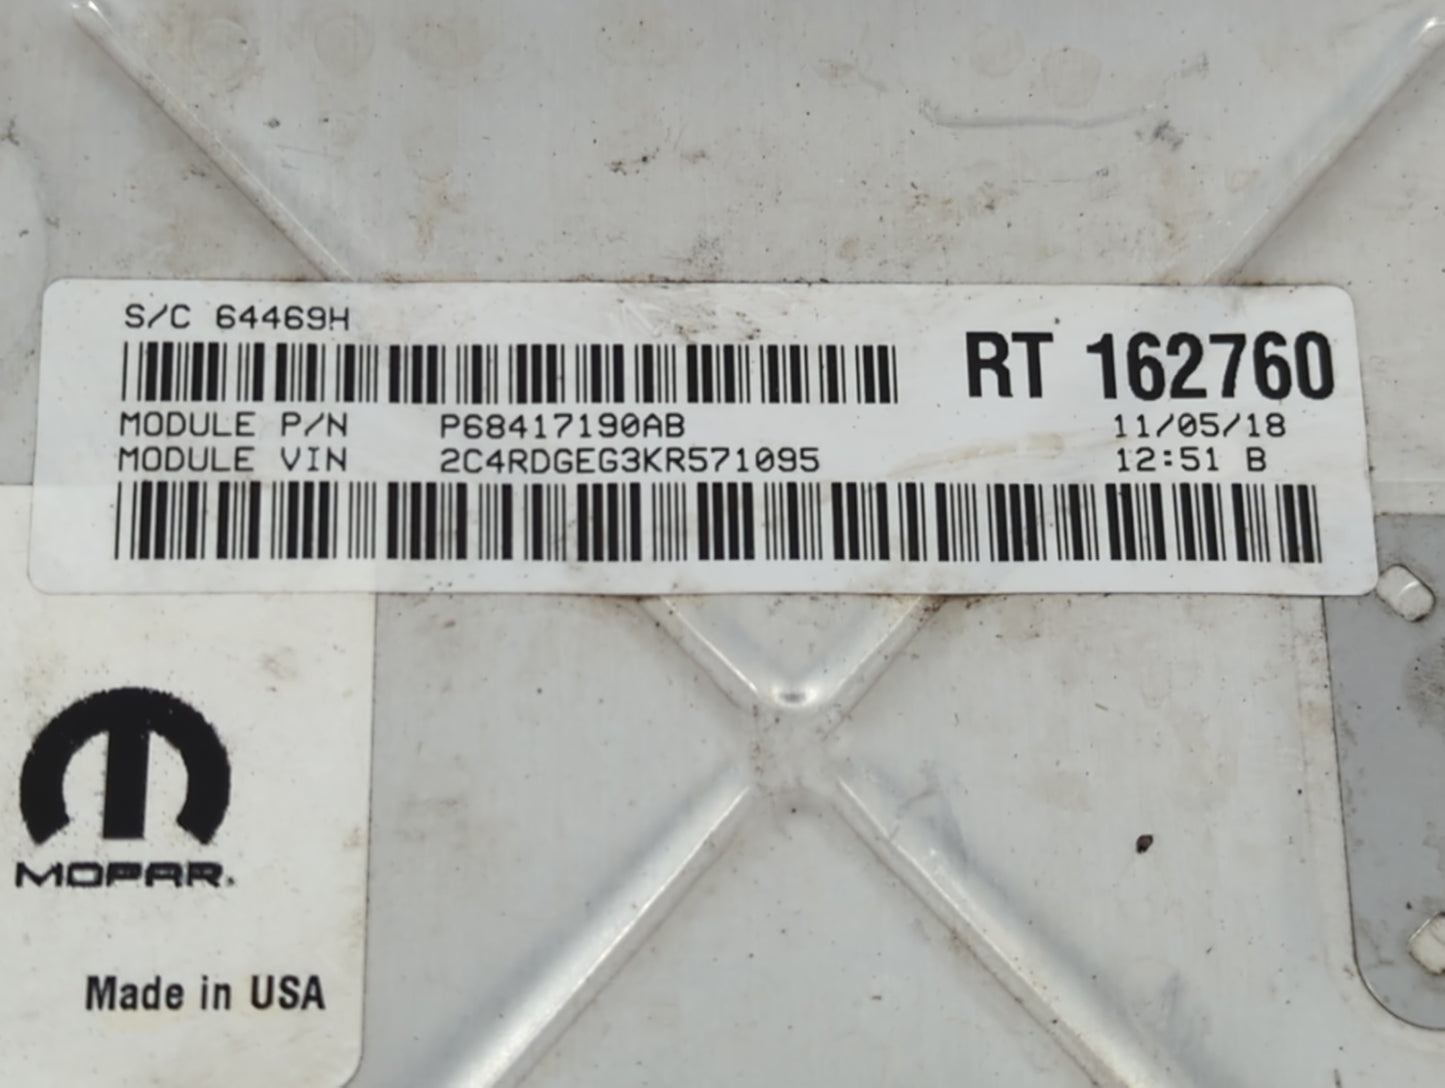 S/C 64469H
RT 162760
MODULE P/N P68417190AB 11/05/18
MODULE VIN 2C4RDGEG3KR571095 12:51 B
MOPAR.
Made in USA